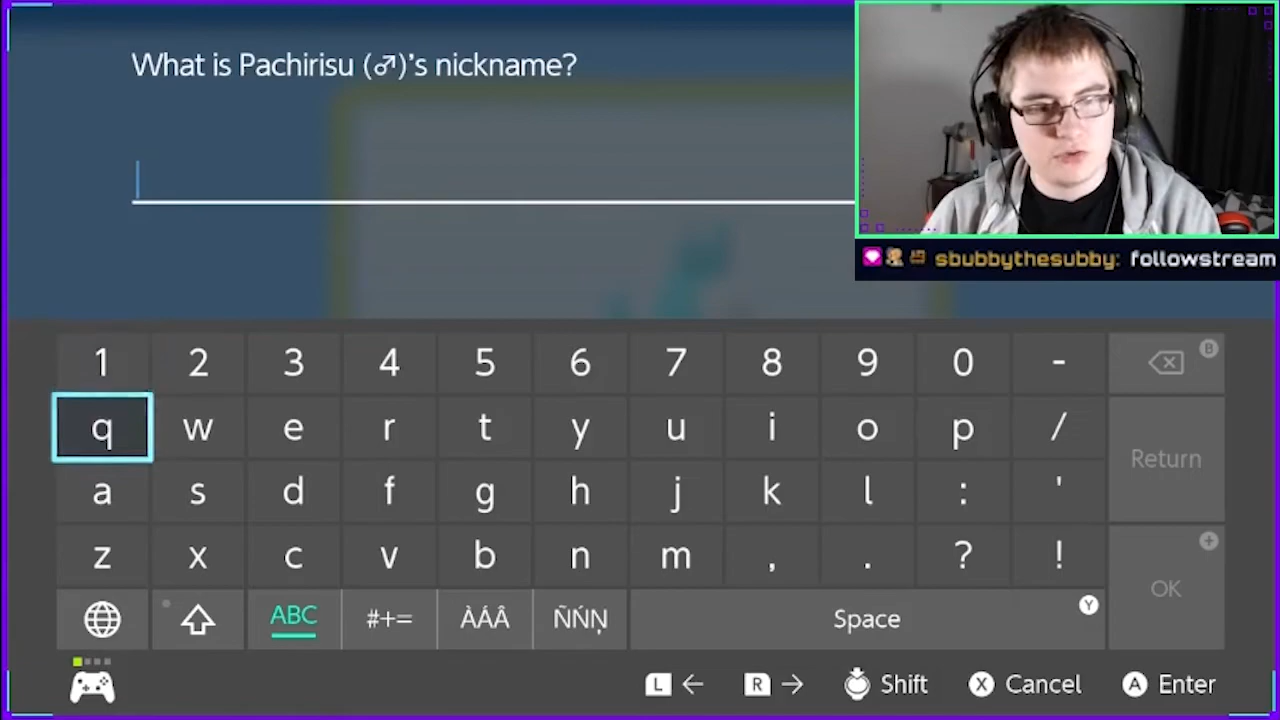 What is Pachirisu (♂)'s nickname?
sbubbythesubby: followstream
1 2 3 4 5 6 7 8 9 0 - B
q w e r t y u i o p / Return
a s d f g h j k l : '
z x c v b n m , . ? ! + OK
ABC #+= ÀÁÂ ÑŃŅ Space Y
L ← R → Shift X Cancel A Enter